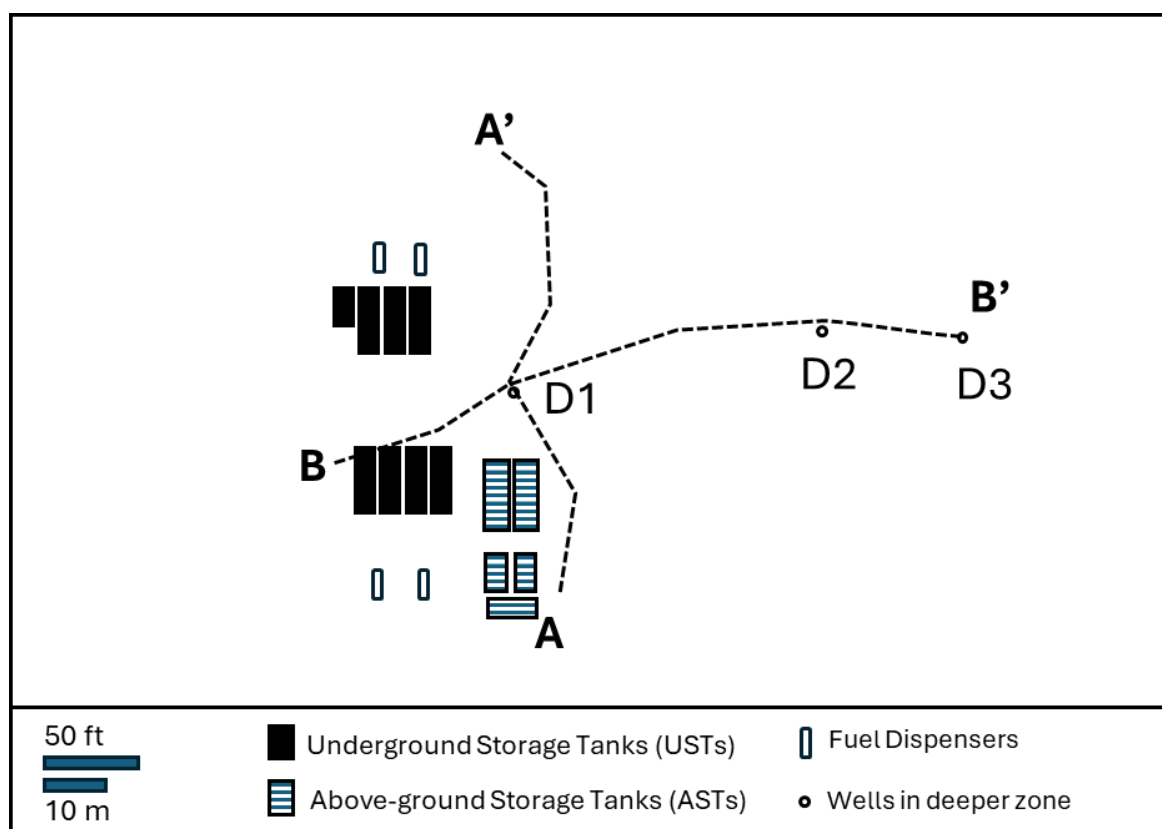 A’
B’
D2
D3
D1
B
A
50 ft
10 m
Underground Storage Tanks (USTs)
Above-ground Storage Tanks (ASTs)
Fuel Dispensers
Wells in deeper zone